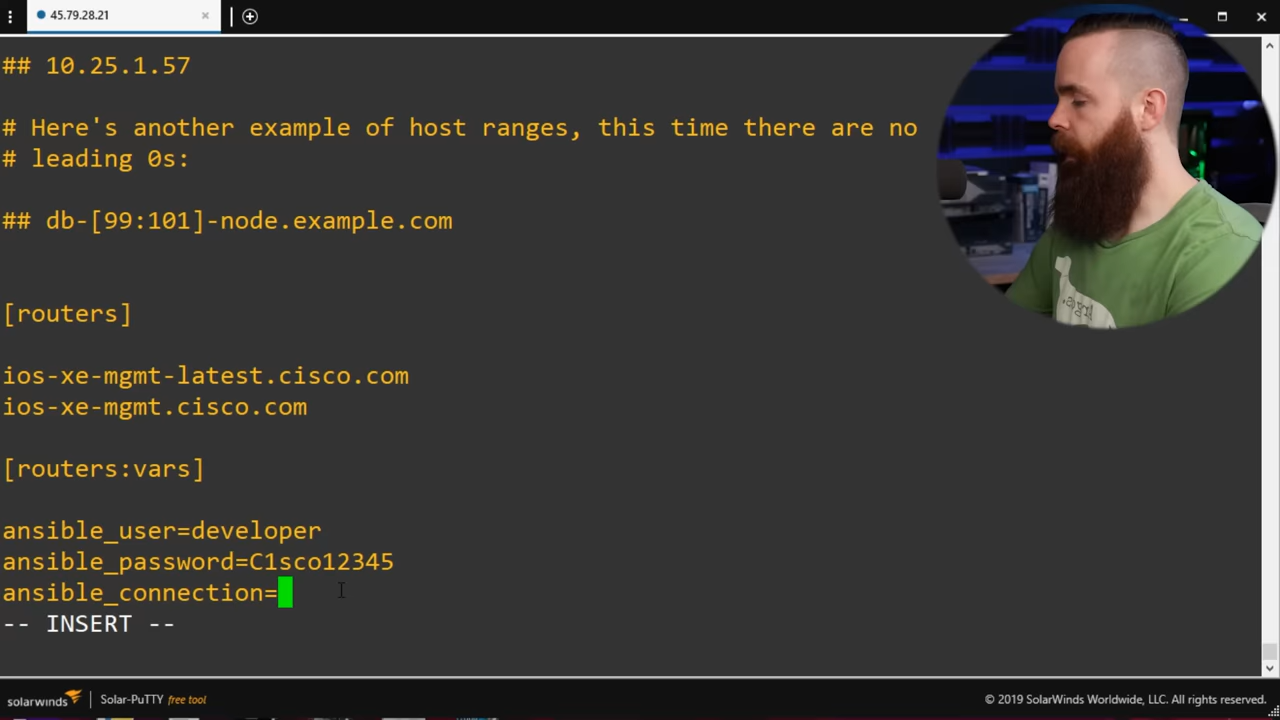 45.79.28.21
## 10.25.1.57
# Here's another example of host ranges, this time there are no
# leading 0s:
## db-[99:101]-node.example.com
[routers]
ios-xe-mgmt-latest.cisco.com
ios-xe-mgmt.cisco.com
[routers:vars]
ansible_user=developer
ansible_password=C1sco12345
ansible_connection=
-- INSERT --
solarwinds Solar-PuTTY free tool © 2019 SolarWinds Worldwide, LLC. All rights reserved.